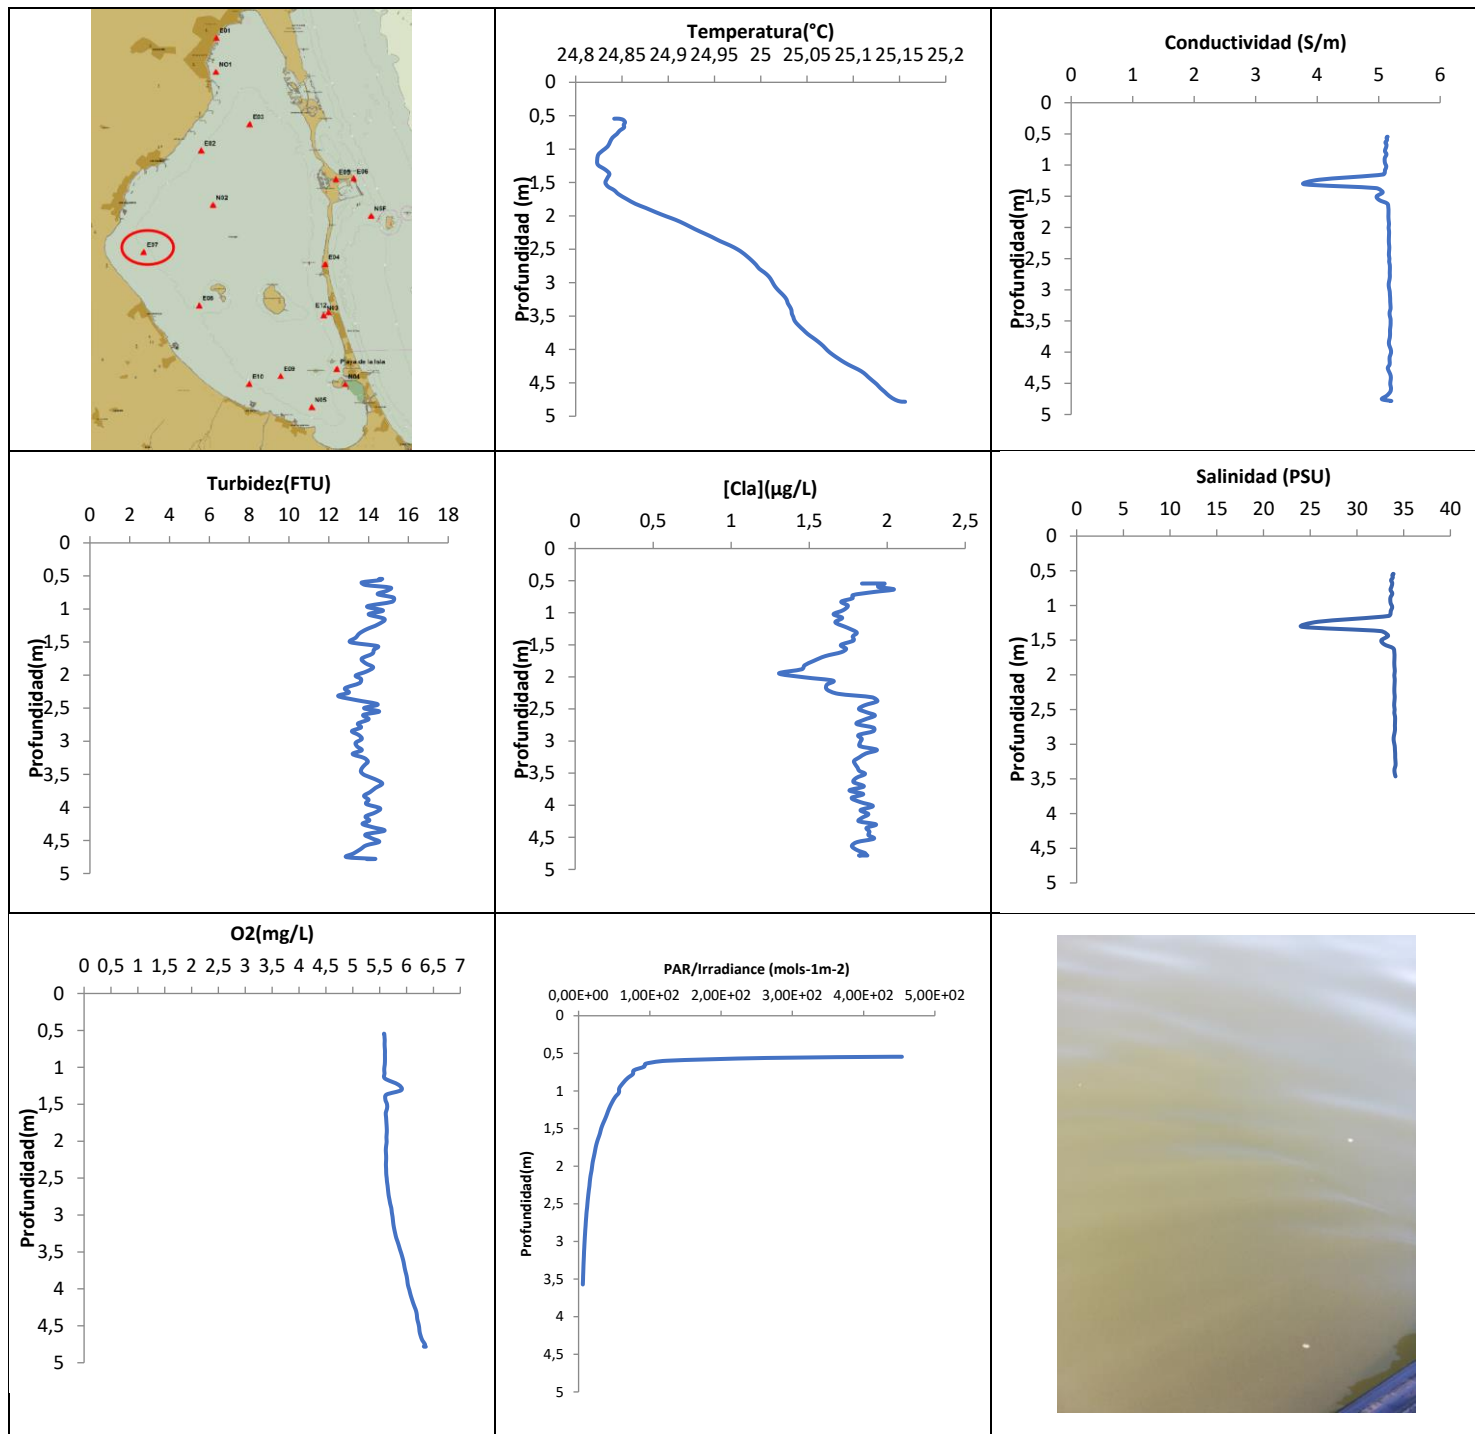 E01
NO1
E03
E02
E05 E06
N02
N0F
E07
E04
E08
E12 N03
Playa de la Isla
E09
E10
N04
N05
Temperatura(°C)
24,8 24,85 24,9 24,95 25 25,05 25,1 25,15 25,2
Profundidad (m)
0
0,5
1
1,5
2
2,5
3
3,5
4
4,5
5
Conductividad (S/m)
0 1 2 3 4 5 6
Profundidad(m)
0
0,5
1
1,5
2
2,5
3
3,5
4
4,5
5
Turbidez(FTU)
0 2 4 6 8 10 12 14 16 18
Profundidad(m)
0
0,5
1
1,5
2
2,5
3
3,5
4
4,5
5
[Cla](µg/L)
0 0,5 1 1,5 2 2,5
Profundidad(m)
0
0,5
1
1,5
2
2,5
3
3,5
4
4,5
5
Salinidad (PSU)
0 5 10 15 20 25 30 35 40
Profundidad (m)
0
0,5
1
1,5
2
2,5
3
3,5
4
4,5
5
O2(mg/L)
0 0,5 1 1,5 2 2,5 3 3,5 4 4,5 5 5,5 6 6,5 7
Profundidad(m)
0
0,5
1
1,5
2
2,5
3
3,5
4
4,5
5
PAR/Irradiance (mols-1m-2)
0,00E+00 1,00E+02 2,00E+02 3,00E+02 4,00E+02 5,00E+02
Profundidad(m)
0
0,5
1
1,5
2
2,5
3
3,5
4
4,5
5